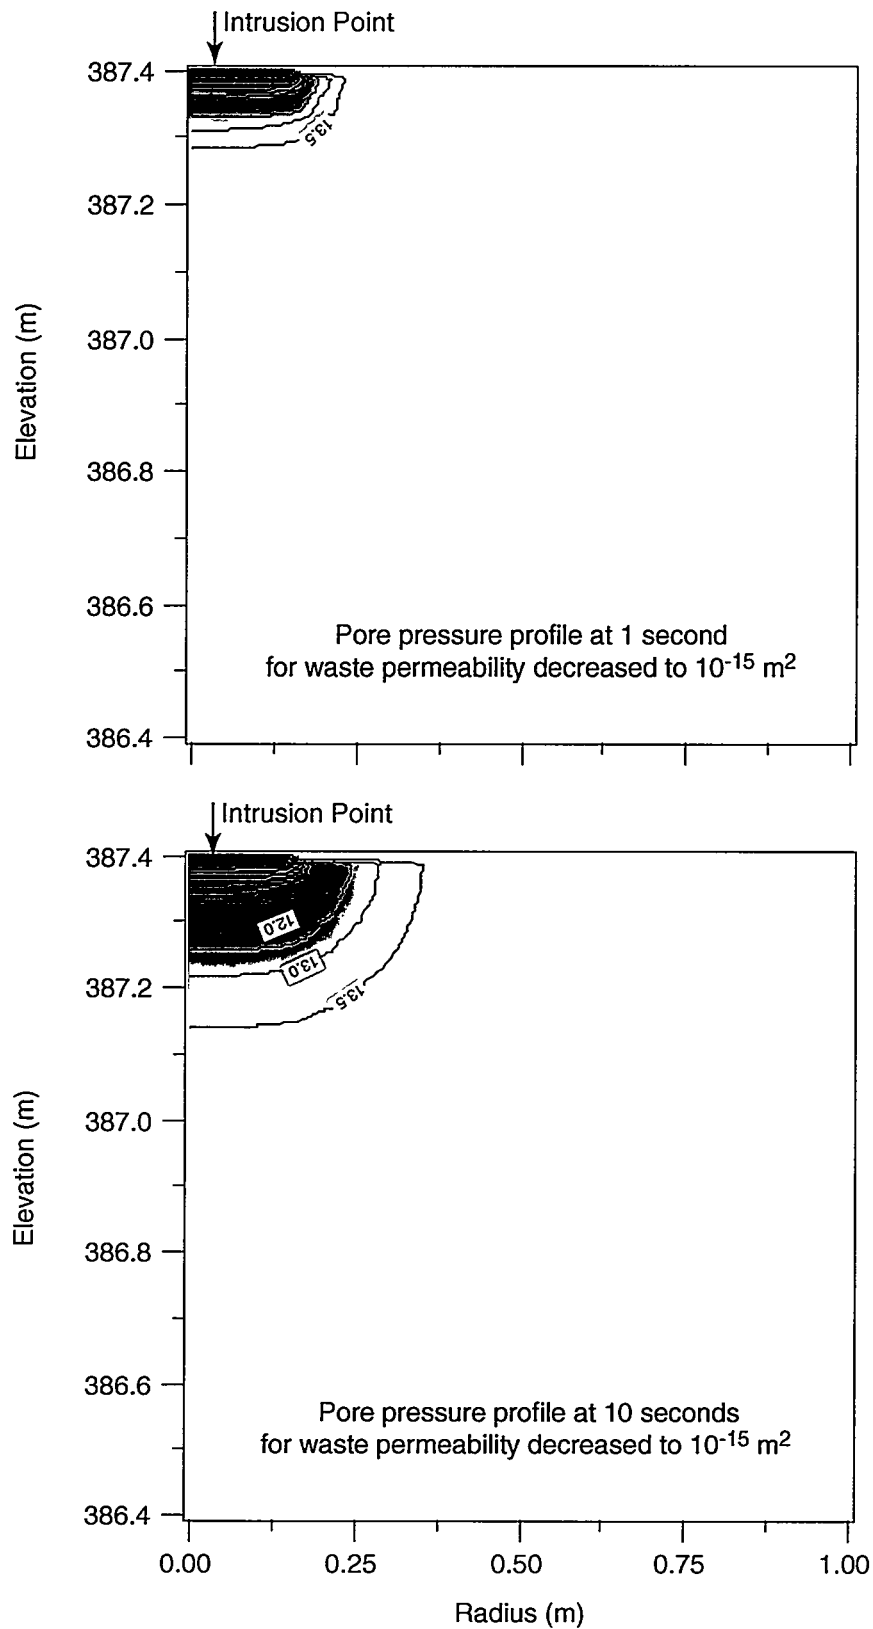 Intrusion Point
387.4
387.2
387.0
386.8
386.6
386.4
Elevation (m)
13.5
Pore pressure profile at 1 second
for waste permeability decreased to 10-15 m2
Intrusion Point
387.4
387.2
387.0
386.8
386.6
386.4
Elevation (m)
12.0
13.0
13.5
Pore pressure profile at 10 seconds
for waste permeability decreased to 10-15 m2
0.00 0.25 0.50 0.75 1.00
Radius (m)